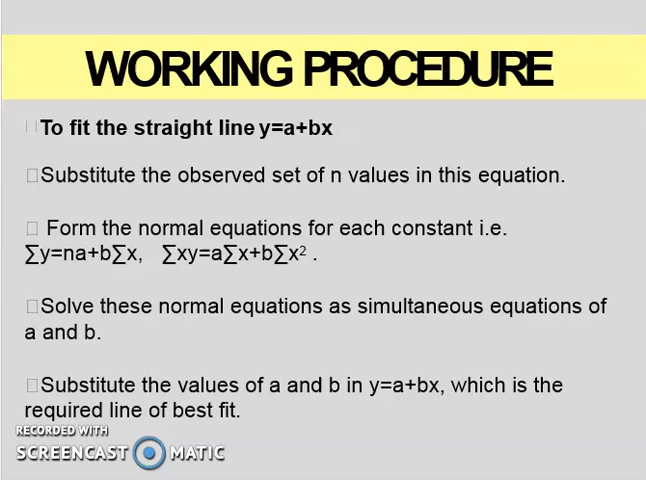 WORKING PROCEDURE
To fit the straight line y=a+bx
Substitute the observed set of n values in this equation.
Form the normal equations for each constant i.e.
∑y=na+b∑x, ∑xy=a∑x+b∑x² .
Solve these normal equations as simultaneous equations of
a and b.
Substitute the values of a and b in y=a+bx, which is the
required line of best fit.
RECORDED WITH
SCREENCAST MATIC